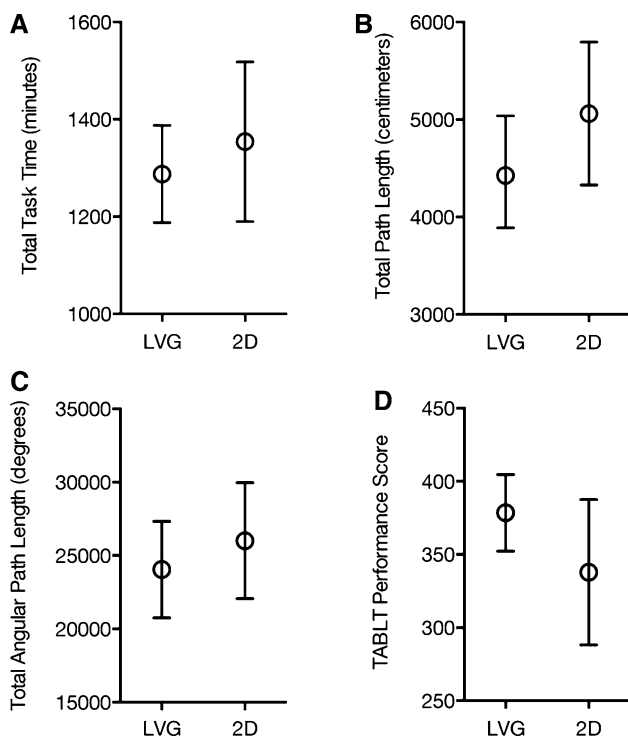 A
Total Task Time (minutes)
1600
1400
1200
1000
LVG 2D
B
Total Path Length (centimeters)
6000
5000
4000
3000
LVG 2D
C
Total Angular Path Length (degrees)
35000
30000
25000
20000
15000
LVG 2D
D
TABLT Performance Score
450
400
350
300
250
LVG 2D